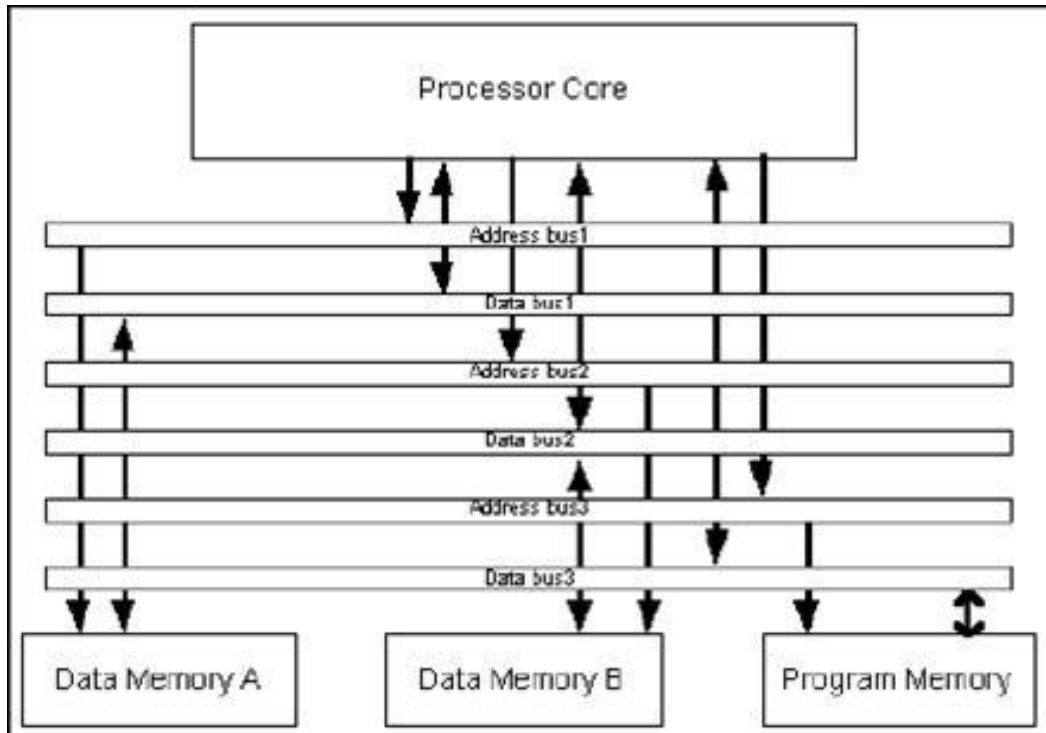 Processor Core
Address bus1
Data bus1
Address bus2
Data bus2
Address bus3
Data bus3
Data Memory A
Data Memory B
Program Memory